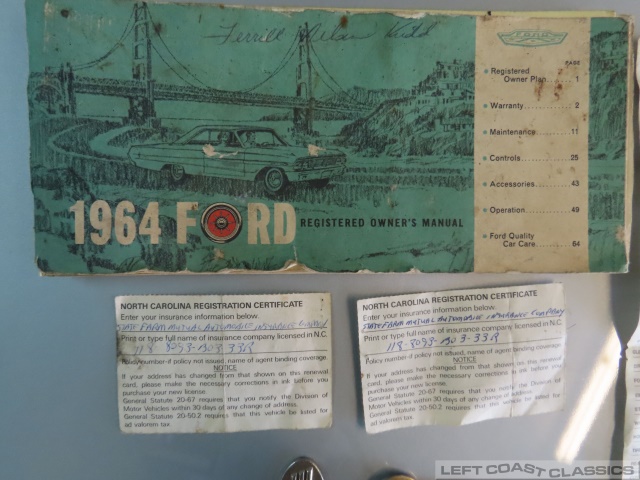 FORD
PAGE
Registered
Owner Plan 1
Warranty 2
Maintenance 11
Controls 25
Accessories 43
Operation 49
Ford Quality
Car Care 64
1964 FORD REGISTERED OWNER'S MANUAL
NORTH CAROLINA REGISTRATION CERTIFICATE
Enter your insurance information below.
STATE FARM MUTUAL AUTOMOBILE INSURANCE COMPANY
Print or type full name of insurance company licensed in N.C.
118 8093-B03 33R
Policy number-if policy not issued, name of agent binding coverage.
NOTICE
If your address has changed from that shown on this renewal
card, please make the necessary corrections in ink before you
purchase your new license.
General Statute 20-67 requires that you notify the Division of
Motor Vehicles within 30 days of any change of address.
General Statute 20-50.2 requires that this vehicle be listed for
ad valorem tax.
NORTH CAROLINA REGISTRATION CERTIFICATE
Enter your insurance information below.
STATE FARM MUTUAL AUTOMOBILE INSURANCE COMPANY
Print or type full name of insurance company licensed in N.C.
118-8093-B03-33R
Policy number-if policy not issued, name of agent binding coverage.
NOTICE
If your address has changed from that shown on this renewal
card, please make the necessary corrections in ink before you
purchase your new license.
General Statute 20-67 requires that you notify the Division of
Motor Vehicles within 30 days of any change of address.
General Statute 20-50.2 requires that this vehicle be listed for
ad valorem tax.
LEFT COAST CLASSICS